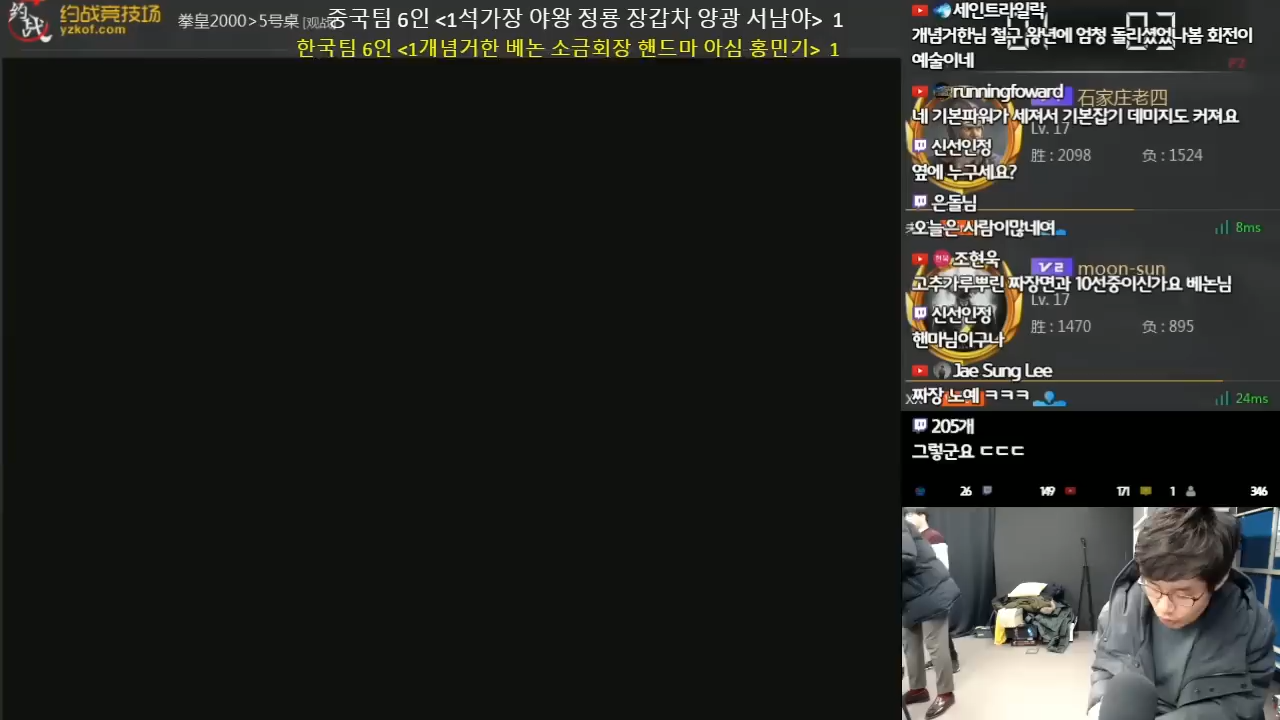 约战竞技场
yzkof.com
拳皇2000>5号桌 [观战]
중국팀 6인 <1석가장 야왕 정룡 장갑차 양광 서남야> 1
한국팀 6인 <1개념거한 베논 소금회장 핸드마 아심 홍민기> 1
세인트라일락
개념거한님 철구 왕년에 엄청 돌리셨었나봄 회전이
예술이네
F2
runningfoward
石家庄老四
네 기본파워가 세져서 기본잡기 데미지도 커져요
Lv. 17
신선인정
胜 : 2098 负 : 1524
옆에 누구세요?
은돌님
오늘은 사람이많네여
8ms
조현욱
V2 moon-sun
고추가루뿌린 짜장면과 10선중이신가요 베논님
Lv. 17
신선인정
胜 : 1470 负 : 895
핸마님이구나
Jae Sung Lee
짜장 노예 ㅋㅋㅋ
24ms
205개
그렇군요 ㄷㄷㄷ
26 149 171 1 346